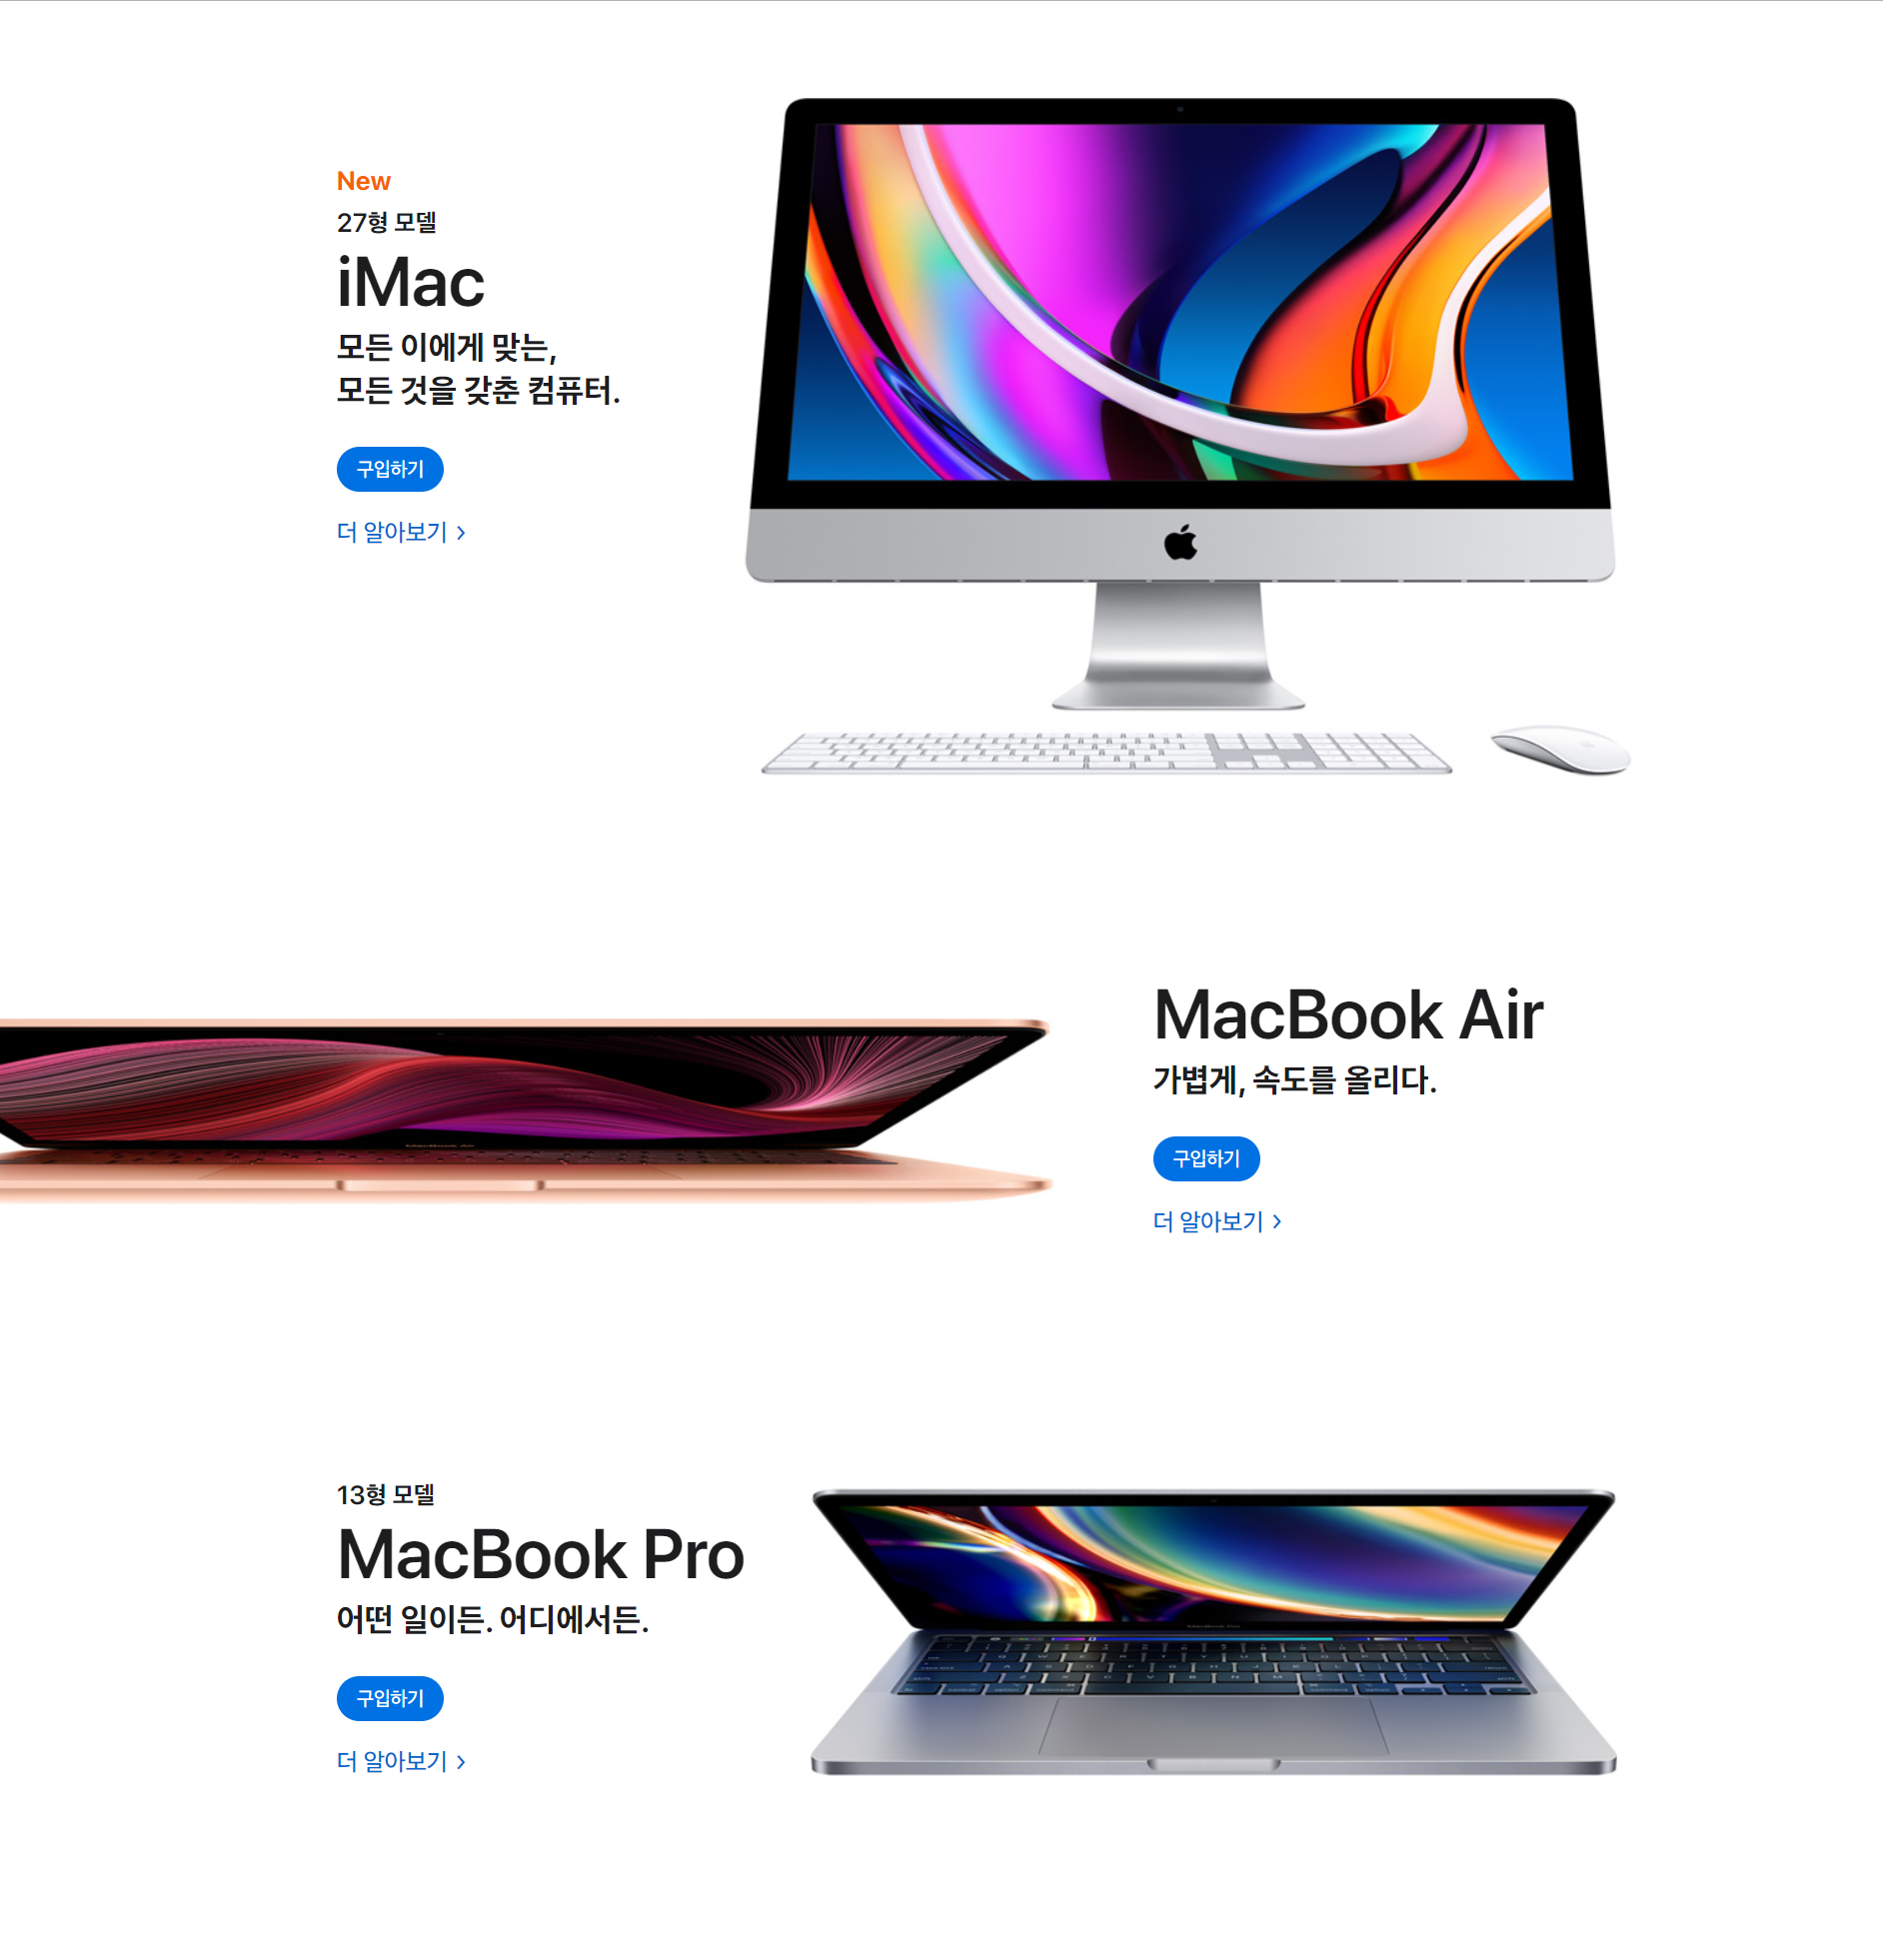 New
27형 모델
iMac
모든 이에게 맞는,
모든 것을 갖춘 컴퓨터.
구입하기
더 알아보기 >
MacBook Air
가볍게, 속도를 올리다.
구입하기
더 알아보기 >
MacBook Air
13형 모델
MacBook Pro
어떤 일이든. 어디에서든.
구입하기
더 알아보기 >
MacBook Pro